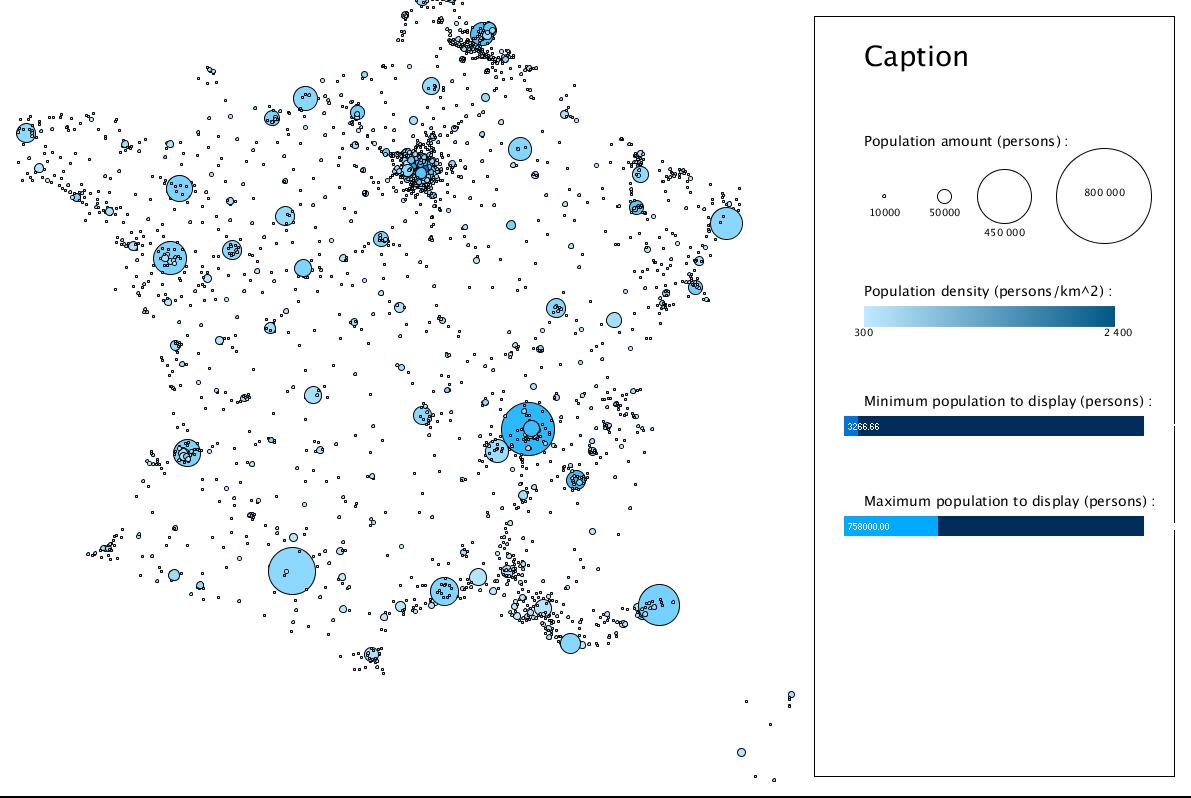 Caption
Population amount (persons) :
800 000
10000
50000
450 000
Population density (persons/km^2) :
300
2 400
Minimum population to display (persons) :
3266.66
Maximum population to display (persons) :
758000.00